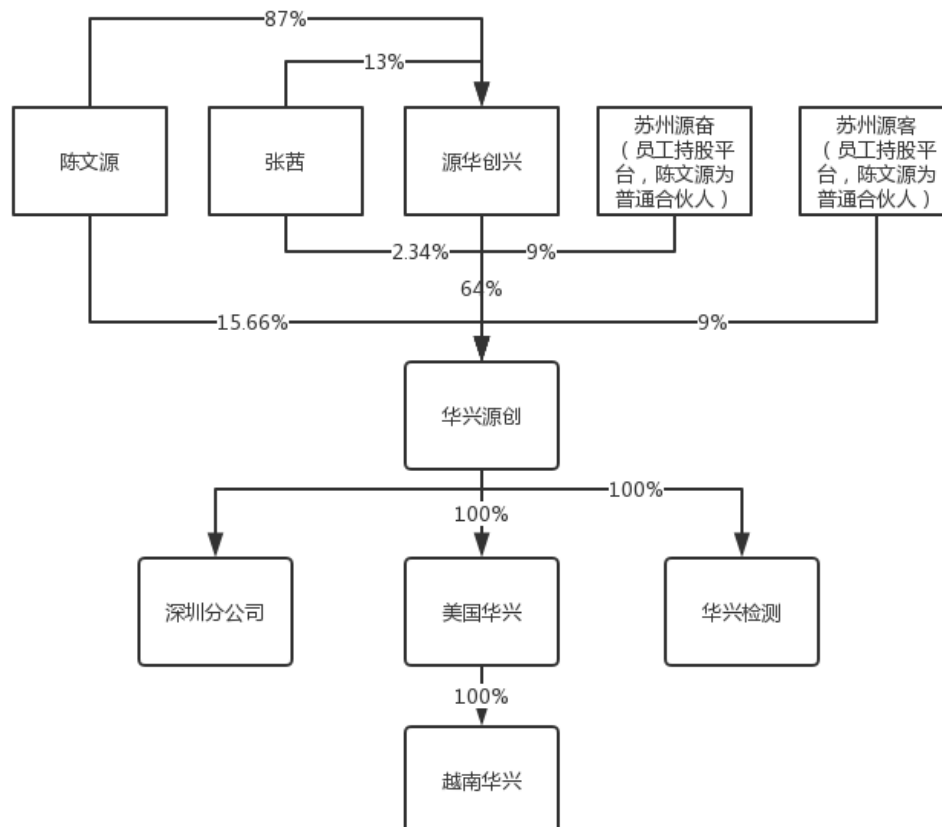 87%
13%
陈文源
张茜
源华创兴
苏州源奋
（员工持股平
台，陈文源为
普通合伙人）
苏州源客
（员工持股平
台，陈文源为
普通合伙人）
2.34%
9%
64%
15.66%
9%
华兴源创
100%
100%
深圳分公司
美国华兴
华兴检测
100%
越南华兴